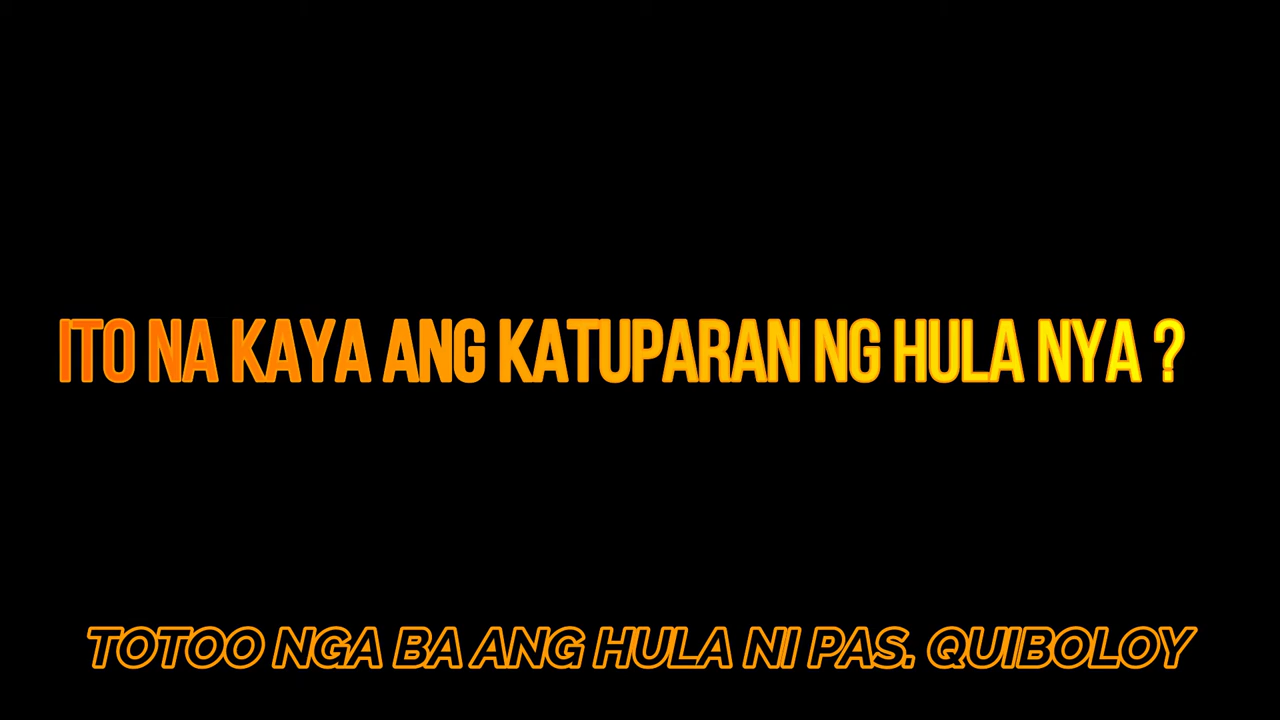 ITO NA KAYA ANG KATUPARAN NG HULA NYA ?
TOTOO NGA BA ANG HULA NI PAS. QUIBOLOY